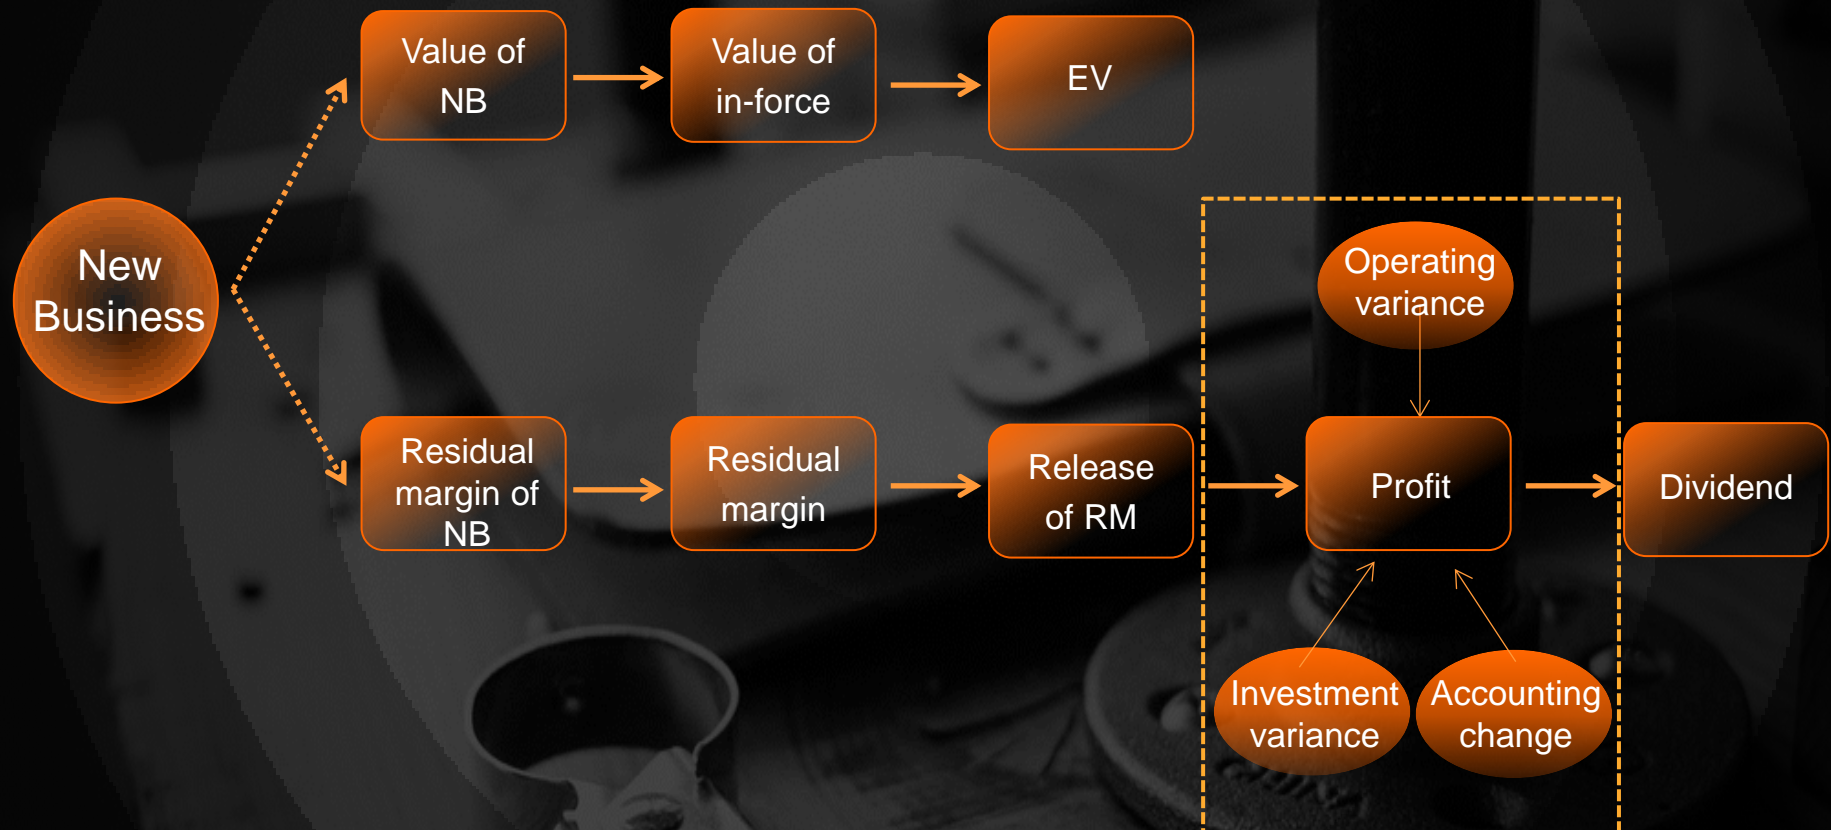 Value of
NB
Value of
in-force
EV
New
Business
Operating
variance
Residual
margin of
NB
Residual
margin
Release
of RM
Profit
Dividend
Investment
variance
Accounting
change